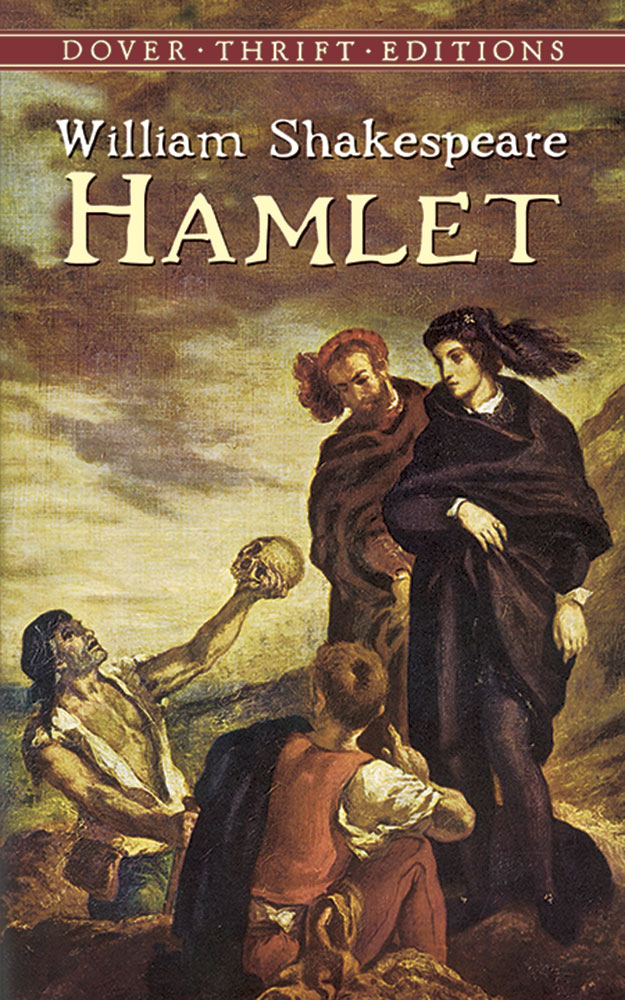 DOVER · THRIFT · EDITIONS
William Shakespeare
HAMLET